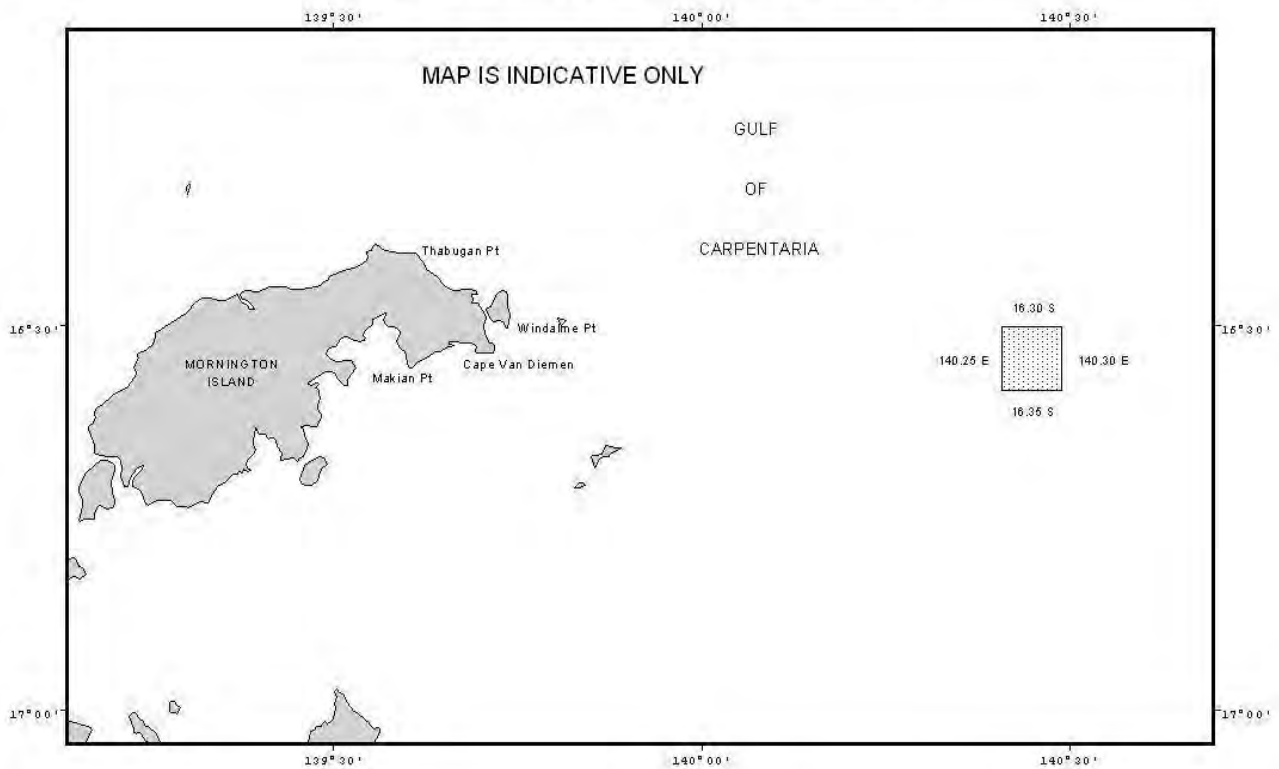 139°30'
140°00'
140°30'
MAP IS INDICATIVE ONLY
GULF
OF
CARPENTARIA
Thabugan Pt
16.30 S
16°30'
16°30'
Windalme Pt
MORNINGTON
ISLAND
Cape Van Diemen
140.25 E
140.30 E
Makian Pt
16.35 S
17°00'
17°00'
139°30'
140°00'
140°30'